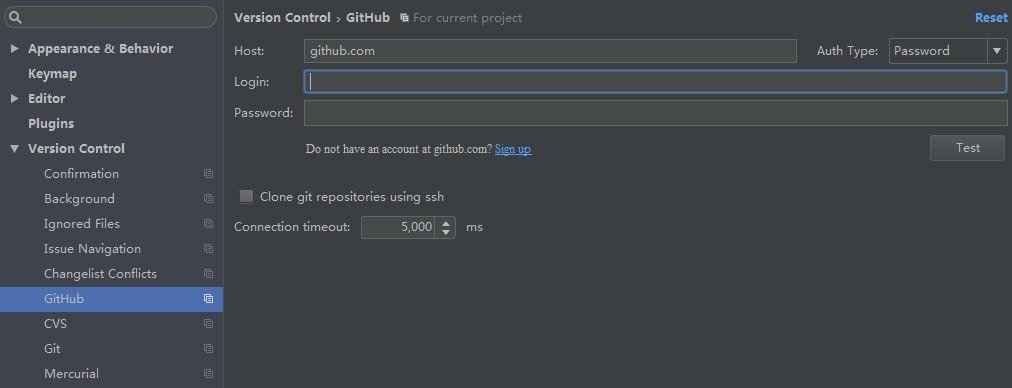 Version Control › GitHub For current project Reset
Appearance & Behavior
Keymap
Editor
Plugins
Version Control
Confirmation
Background
Ignored Files
Issue Navigation
Changelist Conflicts
GitHub
CVS
Git
Mercurial
Host: github.com Auth Type: Password
Login:
Password:
Do not have an account at github.com? Sign up
Test
Clone git repositories using ssh
Connection timeout: 5,000 ms